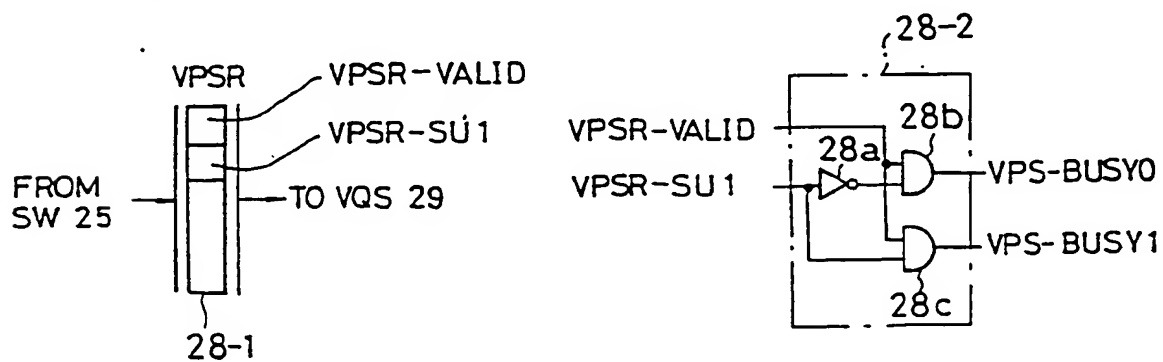 VPSR
VPSR-VALID
VPSR-SU1
FROM
SW 25
TO VQS 29
28-1
28-2
VPSR-VALID
28a
28b
VPS-BUSY0
VPSR-SU1
VPS-BUSY1
28c